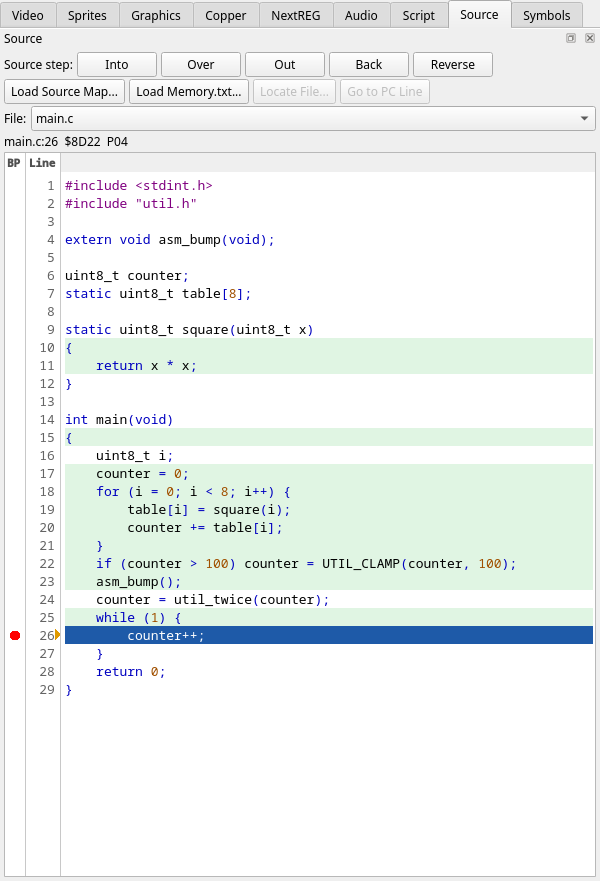 Video Sprites Graphics Copper NextREG Audio Script Source Symbols
Source
Source step: Into Over Out Back Reverse
Load Source Map... Load Memory.txt... Locate File... Go to PC Line
File: main.c
main.c:26 $8D22 P04
BP Line
1 #include <stdint.h>
2 #include "util.h"
3
4 extern void asm_bump(void);
5
6 uint8_t counter;
7 static uint8_t table[8];
8
9 static uint8_t square(uint8_t x)
10 {
11     return x * x;
12 }
13
14 int main(void)
15 {
16     uint8_t i;
17     counter = 0;
18     for (i = 0; i < 8; i++) {
19         table[i] = square(i);
20         counter += table[i];
21     }
22     if (counter > 100) counter = UTIL_CLAMP(counter, 100);
23     asm_bump();
24     counter = util_twice(counter);
25     while (1) {
26         counter++;
27     }
28     return 0;
29 }